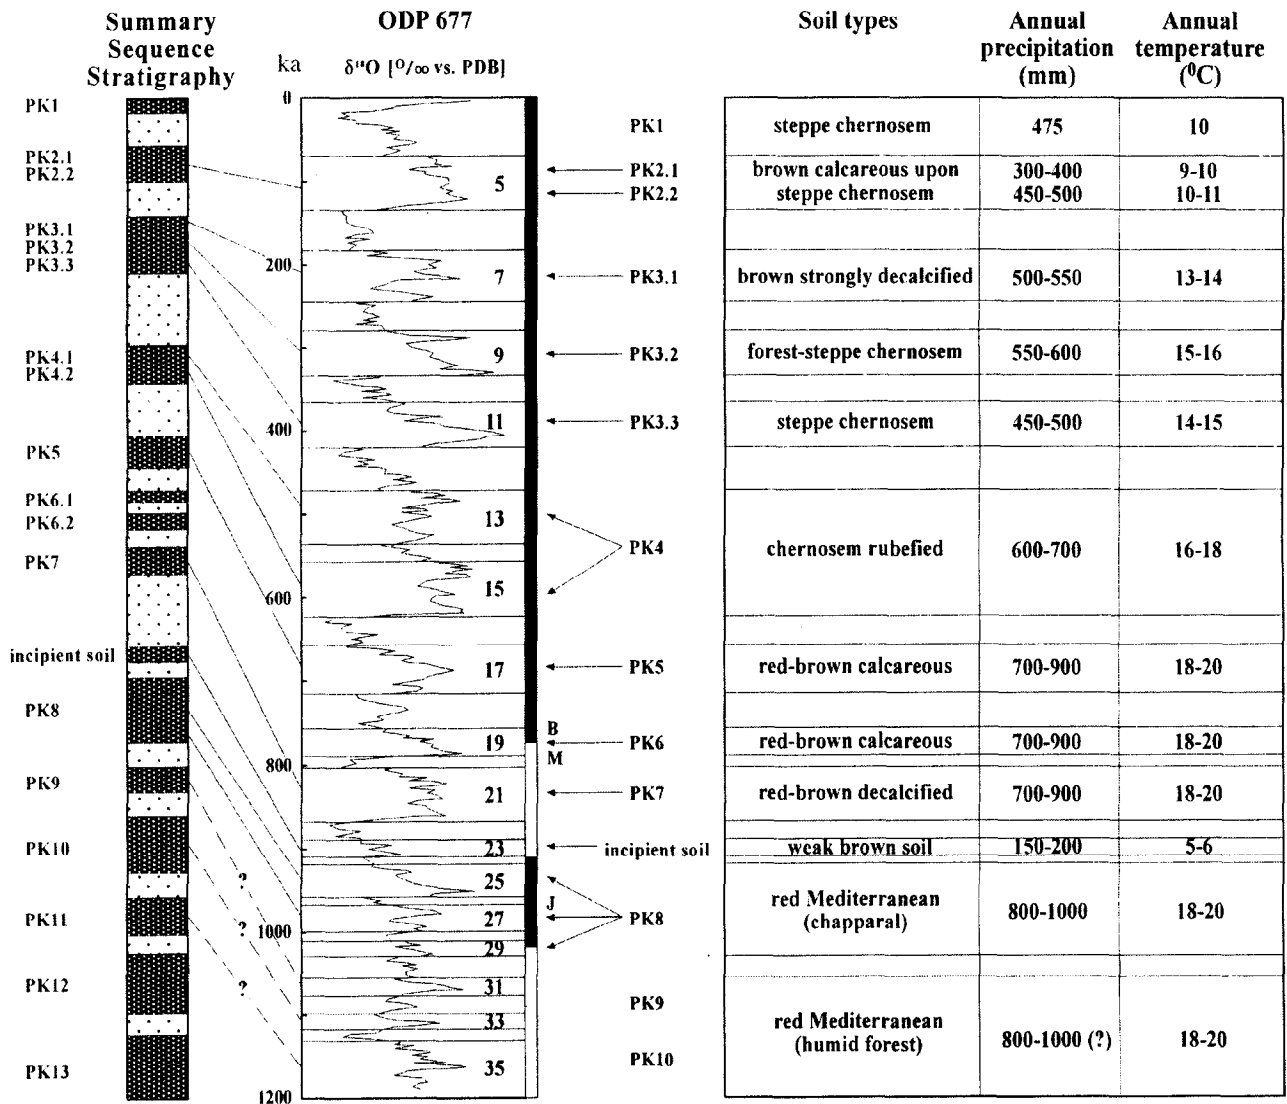 Summary
Sequence
Stratigraphy
PK1
PK2.1
PK2.2
PK3.1
PK3.2
PK3.3
PK4.1
PK4.2
PK5
PK6.1
PK6.2
PK7
incipient soil
PK8
PK9
PK10
PK11
PK12
PK13
?
?
?
ODP 677
ka
δ¹⁸O [⁰/∞ vs. PDB]
0
200
400
600
800
1000
1200
5
7
9
11
13
15
17
19
21
23
25
27
29
31
33
35
B
M
J
PK1
PK2.1
PK2.2
PK3.1
PK3.2
PK3.3
PK4
PK5
PK6
PK7
incipient soil
PK8
PK9
PK10
Soil types
Annual
precipitation
(mm)
Annual
temperature
(⁰C)
steppe chernosem 475 10
brown calcareous upon 300-400 9-10
steppe chernosem 450-500 10-11
brown strongly decalcified 500-550 13-14
forest-steppe chernosem 550-600 15-16
steppe chernosem 450-500 14-15
chernosem rubefied 600-700 16-18
red-brown calcareous 700-900 18-20
red-brown calcareous 700-900 18-20
red-brown decalcified 700-900 18-20
weak brown soil 150-200 5-6
red Mediterranean
(chapparal) 800-1000 18-20
red Mediterranean
(humid forest) 800-1000 (?) 18-20